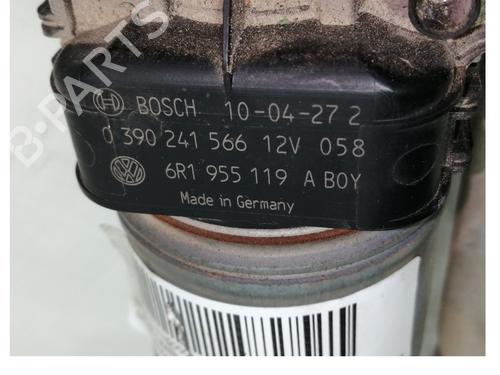 BOSCH 10-04-27 2
0 390 241 566 12V 058
6R1 955 119 A BOY
Made in Germany
B-PARTS